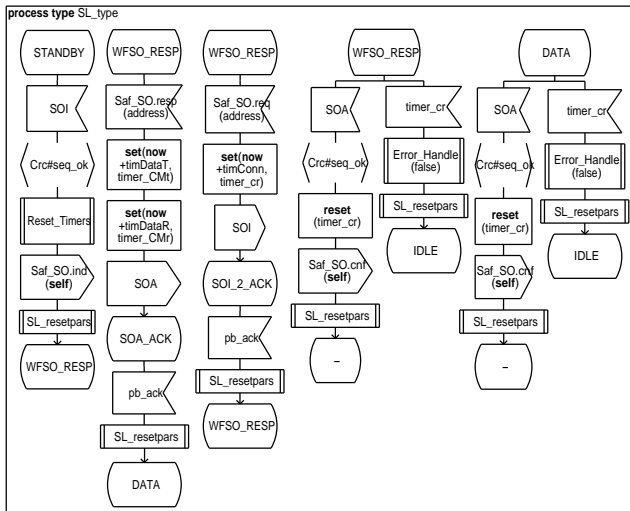 process type SL_type
STANDBY
SOI
Crc#seq_ok
Reset_Timers
Saf_SO.ind
(self)
SL_resetpars
WFSO_RESP
WFSO_RESP
Saf_SO.resp
(address)
set(now
+timDataT,
timer_CMt)
set(now
+timDataR,
timer_CMr)
SOA
SOA_ACK
pb_ack
SL_resetpars
DATA
WFSO_RESP
Saf_SO.req
(address)
set(now
+timConn,
timer_cr)
SOI
SOI_2_ACK
pb_ack
SL_resetpars
WFSO_RESP
WFSO_RESP
SOA
Crc#seq_ok
reset
(timer_cr)
Saf_SO.cnf
(self)
SL_resetpars
–
timer_cr
Error_Handle
(false)
SL_resetpars
IDLE
DATA
SOA
Crc#seq_ok
reset
(timer_cr)
Saf_SO.cnf
(self)
SL_resetpars
–
timer_cr
Error_Handle
(false)
SL_resetpars
IDLE